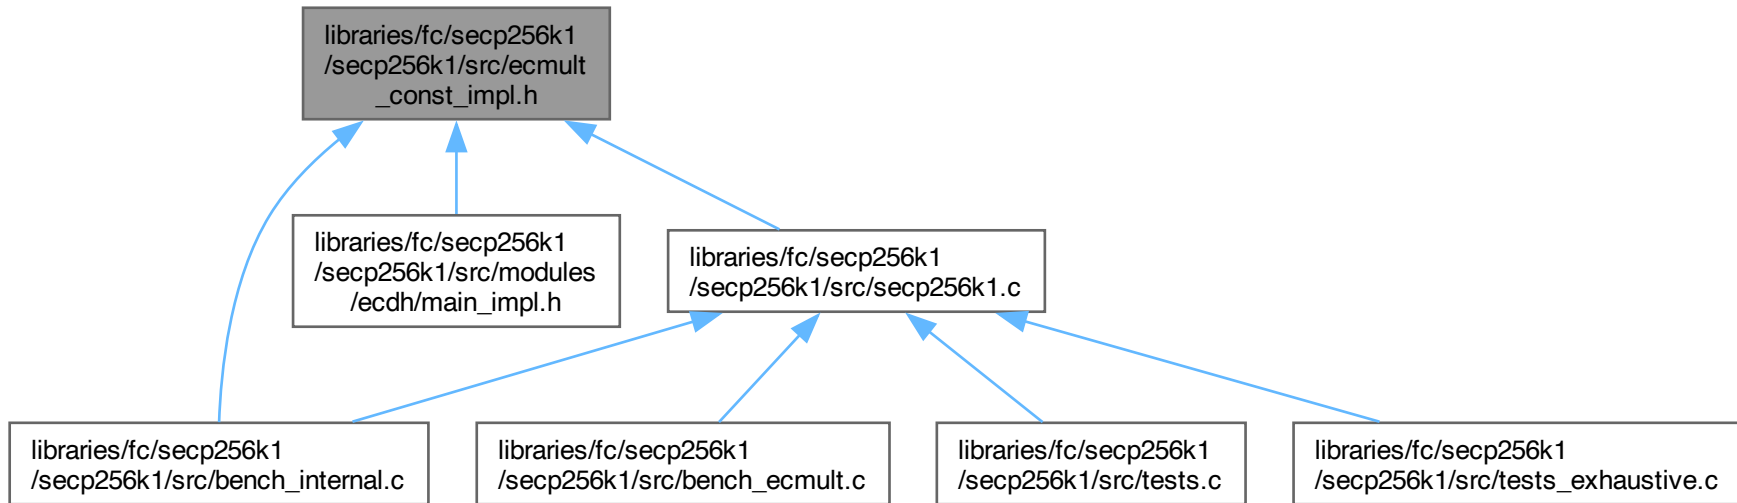 libraries/fc/secp256k1
/secp256k1/src/ecmult
_const_impl.h
libraries/fc/secp256k1
/secp256k1/src/modules
/ecdh/main_impl.h
libraries/fc/secp256k1
/secp256k1/src/secp256k1.c
libraries/fc/secp256k1
/secp256k1/src/bench_internal.c
libraries/fc/secp256k1
/secp256k1/src/bench_ecmult.c
libraries/fc/secp256k1
/secp256k1/src/tests.c
libraries/fc/secp256k1
/secp256k1/src/tests_exhaustive.c